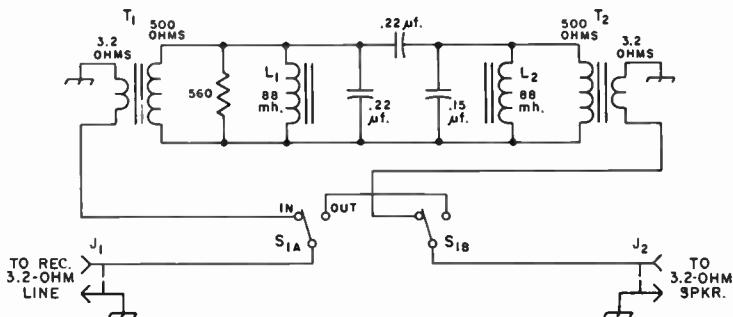 T1
3.2
OHMS
500
OHMS
.22 µf.
500
OHMS
T2
3.2
OHMS
560
L1
88
mh.
.22
µf.
.15
µf.
L2
88
mh.
IN
OUT
S1A
S1B
J1
TO REC.
3.2-OHM
LINE
J2
TO
3.2-OHM
SPKR.